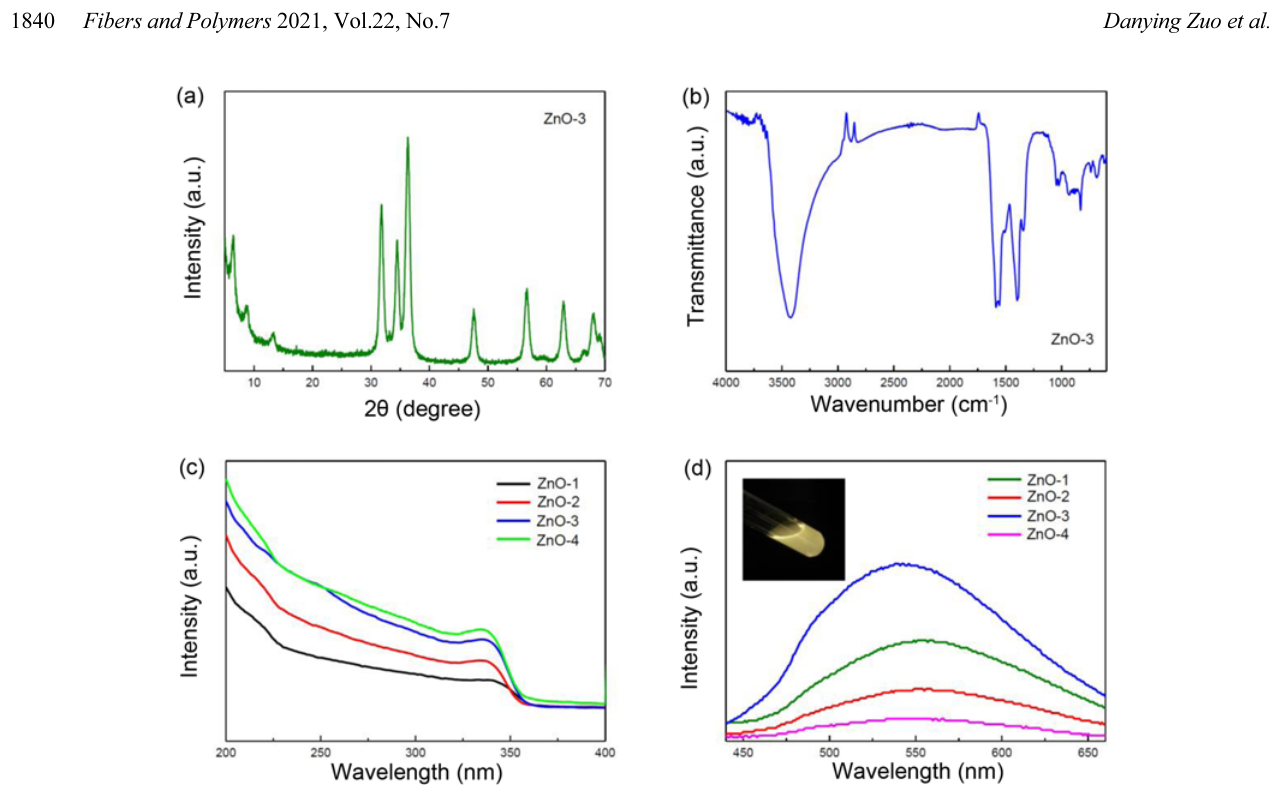 1840 Fibers and Polymers 2021, Vol.22, No.7 Danying Zuo et al.
(a)
ZnO-3
Intensity (a.u.)
10 20 30 40 50 60 70
2θ (degree)
(b)
Transmittance (a.u.)
ZnO-3
4000 3500 3000 2500 2000 1500 1000
Wavenumber (cm-1)
(c)
ZnO-1
ZnO-2
ZnO-3
ZnO-4
Intensity (a.u.)
200 250 300 350 400
Wavelength (nm)
(d)
ZnO-1
ZnO-2
ZnO-3
ZnO-4
Intensity (a.u.)
450 500 550 600 650
Wavelength (nm)